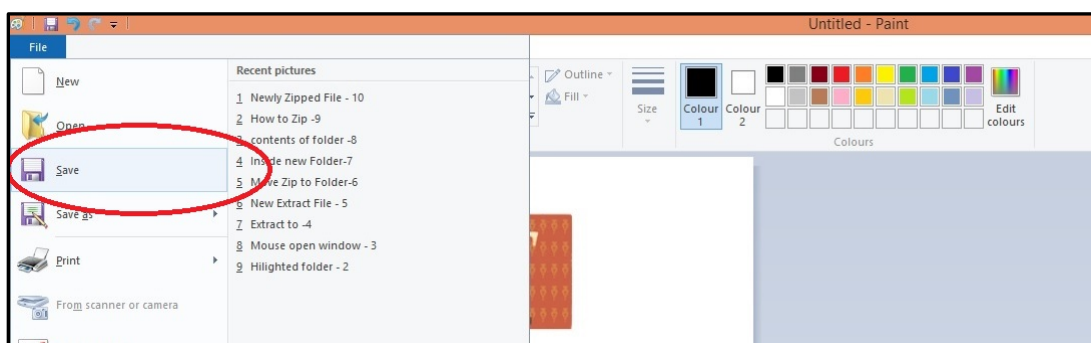 Untitled - Paint
File
New
Open
Save
Save as
Print
From scanner or camera
Recent pictures
1 Newly Zipped File - 10
2 How to Zip -9
3 contents of folder -8
4 Inside new Folder-7
5 Move Zip to Folder-6
6 New Extract File - 5
7 Extract to -4
8 Mouse open window - 3
9 Hilighted folder - 2
Outline
Fill
Size
Colour 1
Colour 2
Edit colours
Colours